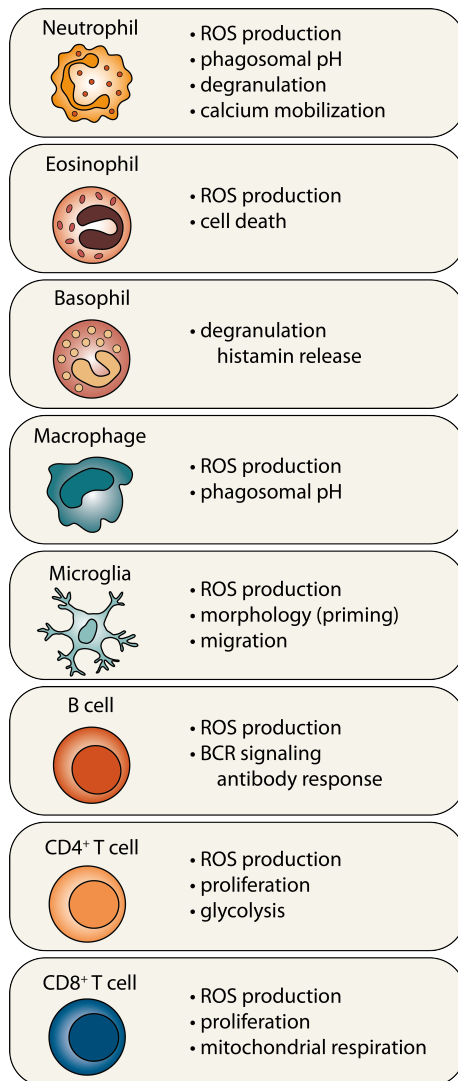 Neutrophil
• ROS production
• phagosomal pH
• degranulation
• calcium mobilization
Eosinophil
• ROS production
• cell death
Basophil
• degranulation
histamin release
Macrophage
• ROS production
• phagosomal pH
Microglia
• ROS production
• morphology (priming)
• migration
B cell
• ROS production
• BCR signaling
antibody response
CD4⁺ T cell
• ROS production
• proliferation
• glycolysis
CD8⁺ T cell
• ROS production
• proliferation
• mitochondrial respiration